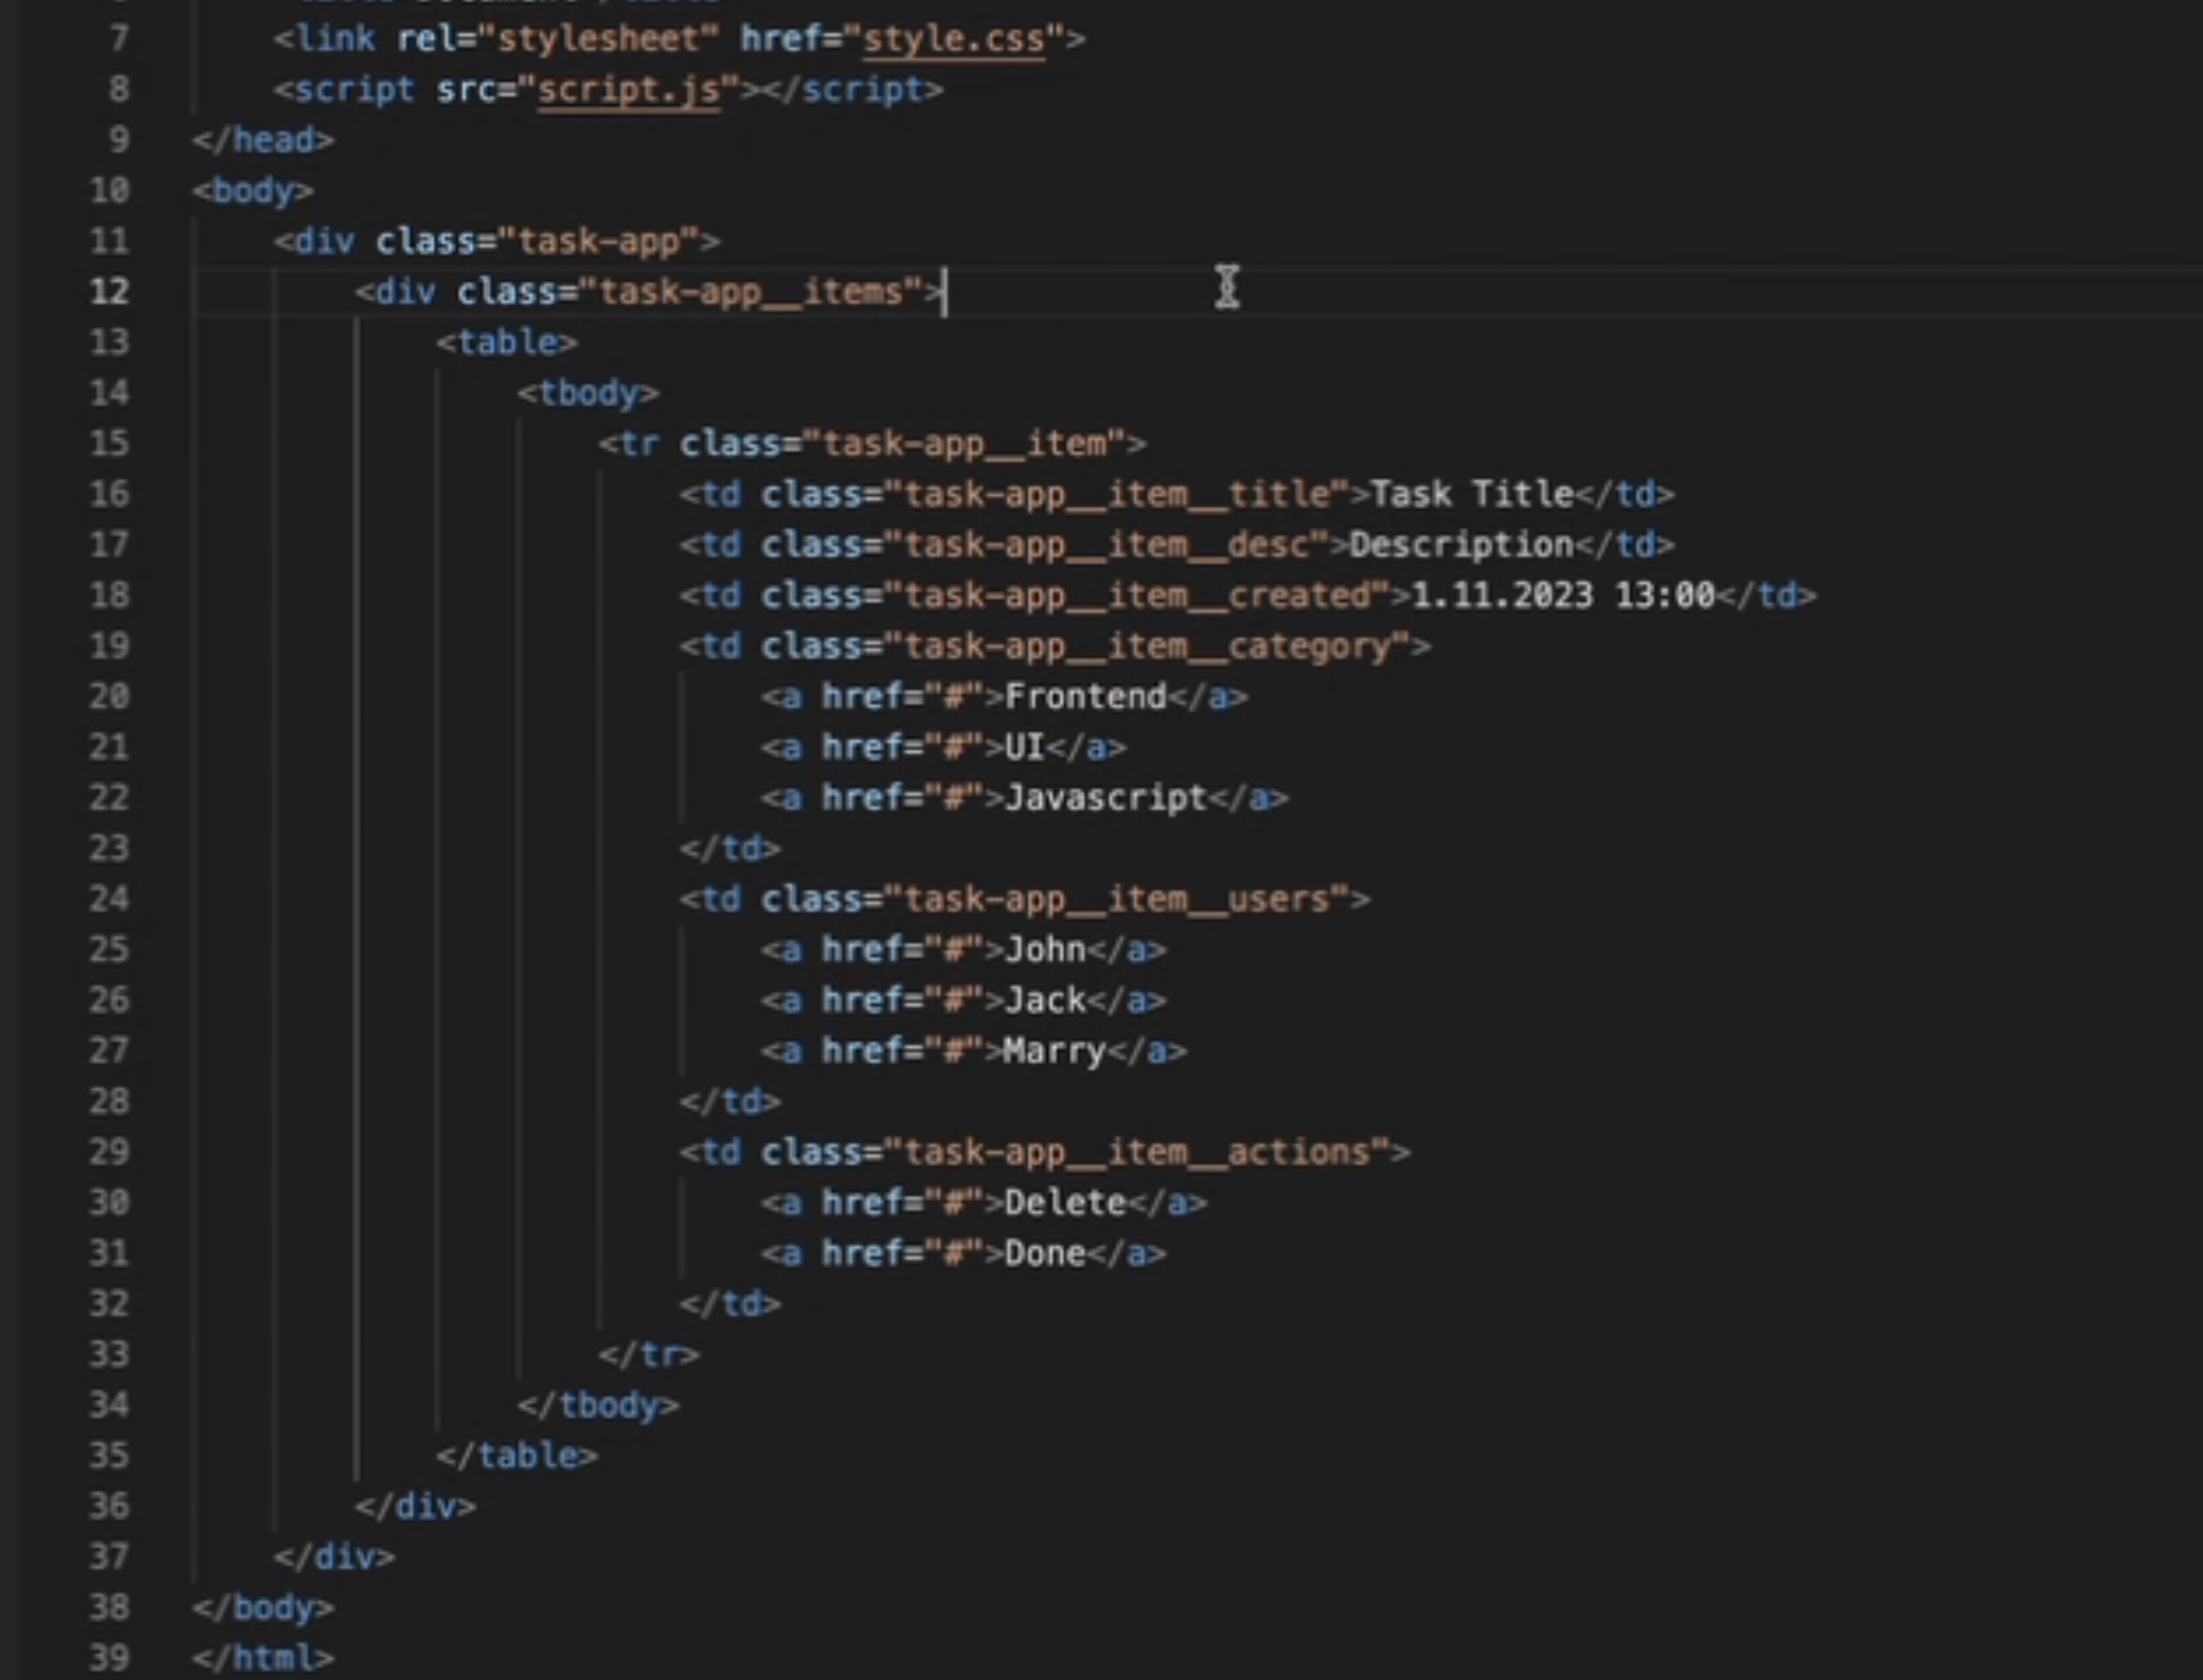 7 <link rel="stylesheet" href="style.css">
8 <script src="script.js"></script>
9 </head>
10 <body>
11 <div class="task-app">
12 <div class="task-app__items">
13 <table>
14 <tbody>
15 <tr class="task-app__item">
16 <td class="task-app__item__title">Task Title</td>
17 <td class="task-app__item__desc">Description</td>
18 <td class="task-app__item__created">1.11.2023 13:00</td>
19 <td class="task-app__item__category">
20 <a href="#">Frontend</a>
21 <a href="#">UI</a>
22 <a href="#">Javascript</a>
23 </td>
24 <td class="task-app__item__users">
25 <a href="#">John</a>
26 <a href="#">Jack</a>
27 <a href="#">Marry</a>
28 </td>
29 <td class="task-app__item__actions">
30 <a href="#">Delete</a>
31 <a href="#">Done</a>
32 </td>
33 </tr>
34 </tbody>
35 </table>
36 </div>
37 </div>
38 </body>
39 </html>